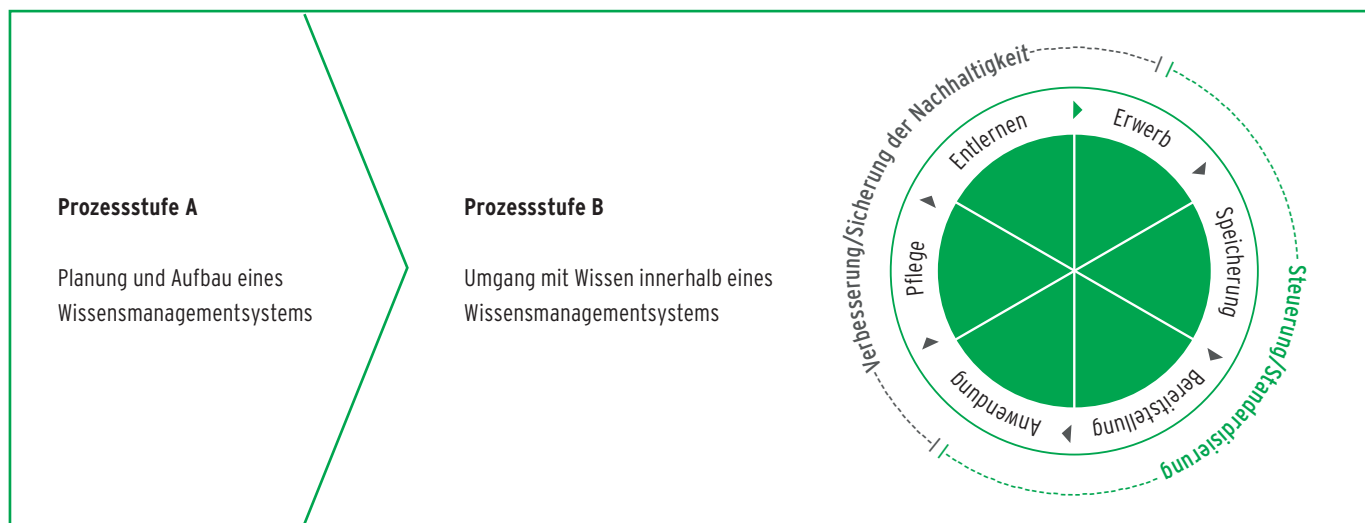 Prozessstufe A
Planung und Aufbau eines
Wissensmanagementsystems
Prozessstufe B
Umgang mit Wissen innerhalb eines
Wissensmanagementsystems
Verbesserung/Sicherung der Nachhaltigkeit
Steuerung/Standardisierung
Erwerb
Speicherung
Bereitstellung
Anwendung
Pflege
Entlernen